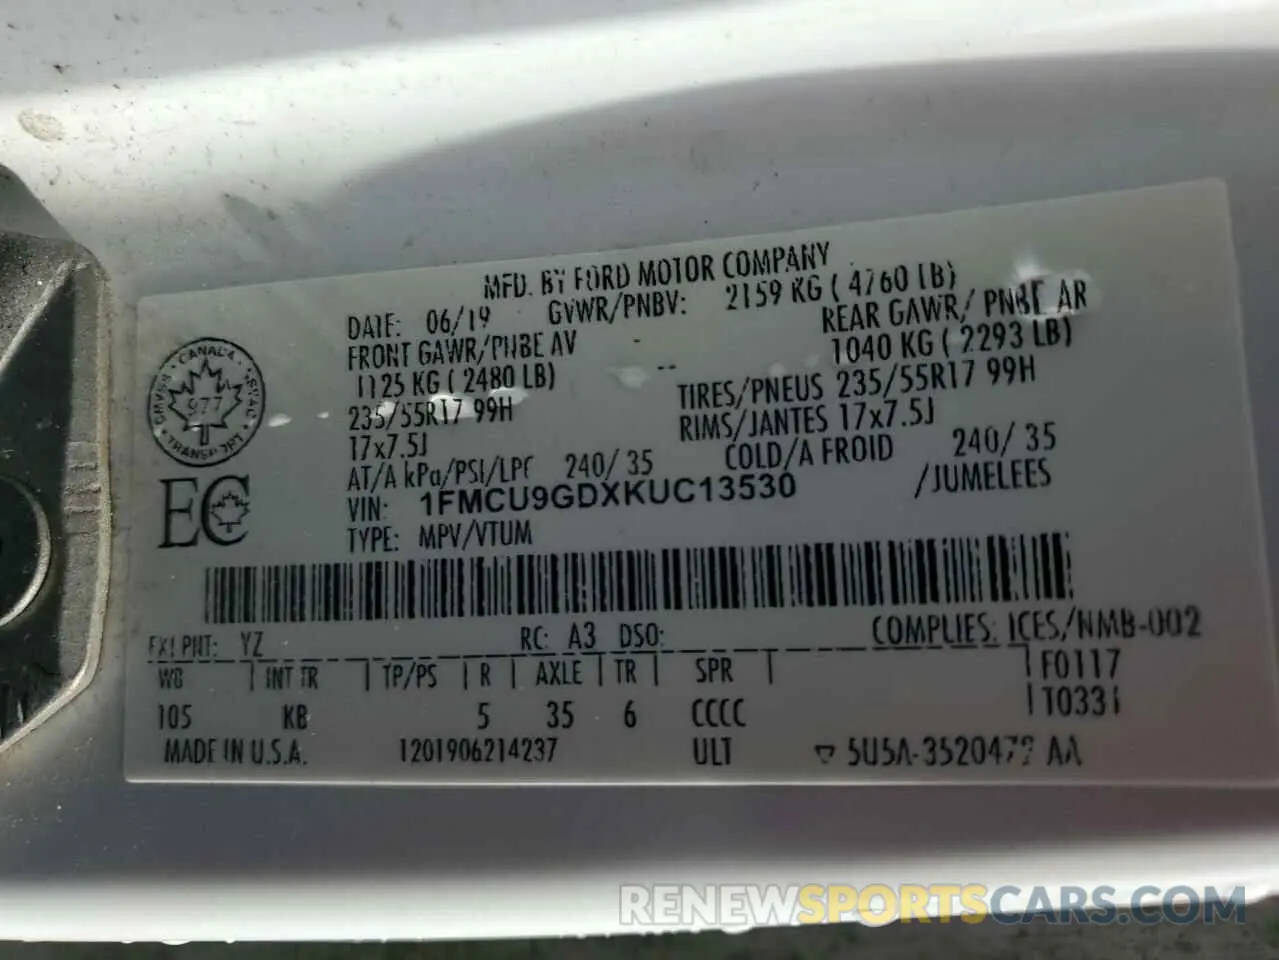 MFD. BY FORD MOTOR COMPANY
DATE: 06/19 GVWR/PNBV: 2159 KG ( 4760 LB)
FRONT GAWR/PNBE AV REAR GAWR/ PNBE AR
1125 KG ( 2480 LB) 1040 KG ( 2293 LB)
235/55R17 99H TIRES/PNEUS 235/55R17 99H
17x7.5J RIMS/JANTES 17x7.5J
AT/A kPa/PSI/LPC 240/ 35 COLD/A FROID 240/ 35
VIN: 1FMCU9GDXKUC13530 /JUMELEES
TYPE: MPV/VTUM
CANADA
977
TRANSPORT
EC
EXT PNT: YZ RC: A3 DSO: COMPLIES: ICES/NMB-002
WB INT TR TP/PS R AXLE TR SPR F0117
105 KB 5 35 6 CCCC T0331
MADE IN U.S.A. 1201906214237 ULT 5U5A-3520472 AA
RENEWSPORTSCARS.COM